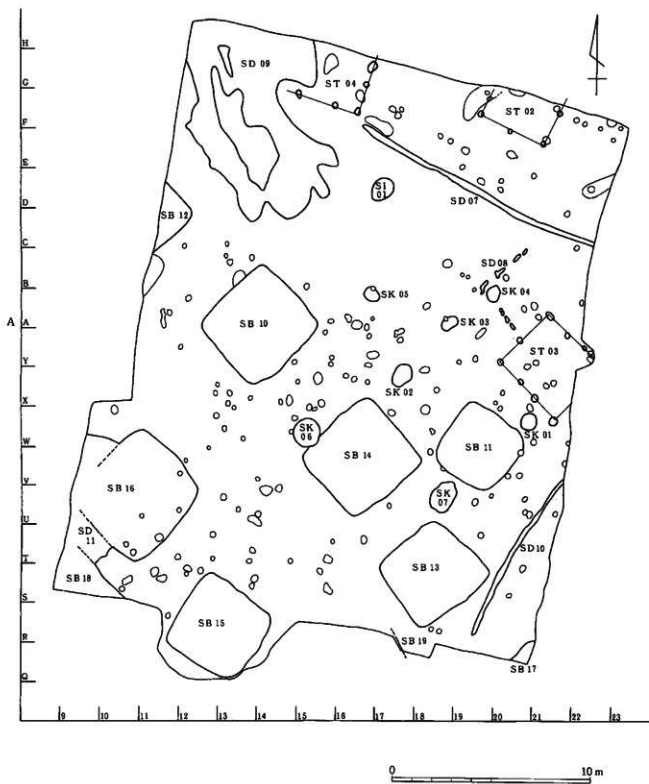 H
SD 09
G
ST 04
ST 02
F
E
SI
01
SD 07
SB 12
D
C
SD 08
B
SK 05
SK 04
A
A
SB 10
SK 03
ST 03
Y
SK 02
X
SK 01
SK
06
W
SB 14
SB 11
SB 16
V
SK
07
U
SD
11
SD 10
T
SB 18
SB 13
S
SB 15
R
SB 19
SB 17
Q
9 10 11 12 13 14 15 16 17 18 19 20 21 22 23
0 10 m